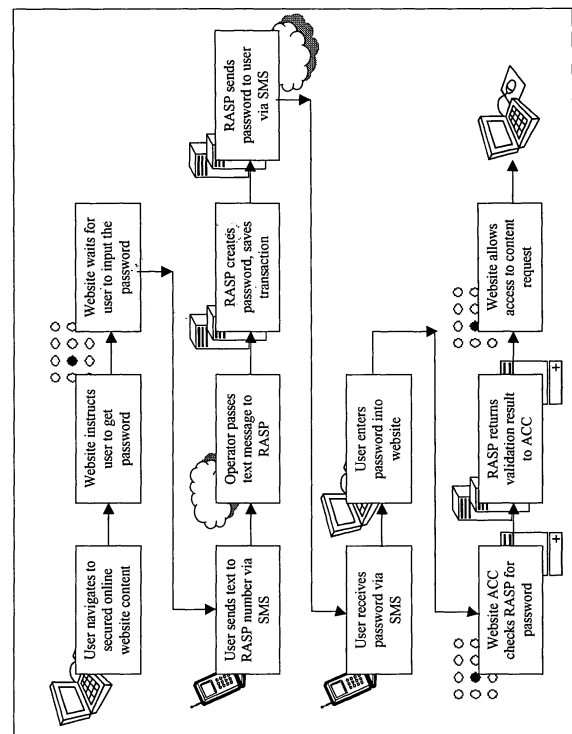 User navigates to
secured online
website content
Website instructs
user to get
password
Website waits for
user to input the
password
User sends text to
RASP number via
SMS
Operator passes
text message to
RASP
RASP creates
password, saves
transaction
RASP sends
password to user
via SMS
User receives
password via
SMS
User enters
password into
website
Website ACC
checks RASP for
password
RASP returns
validation result
to ACC
Website allows
access to content
request